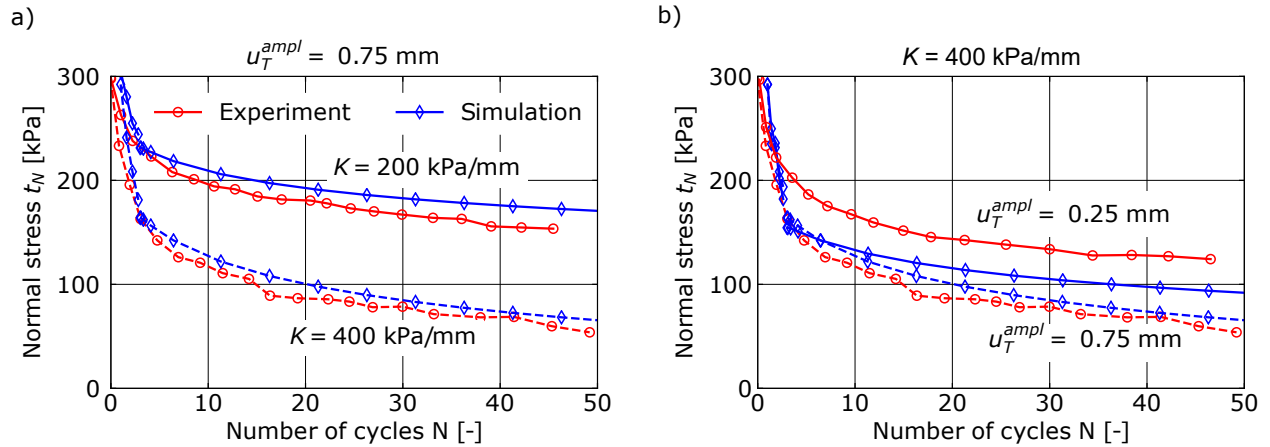 a)
u_T^ampl = 0.75 mm
300
200
100
0
Normal stress t_N [kPa]
Experiment
Simulation
K = 200 kPa/mm
K = 400 kPa/mm
0 10 20 30 40 50
Number of cycles N [-]
b)
K = 400 kPa/mm
300
200
100
0
Normal stress t_N [kPa]
u_T^ampl = 0.25 mm
u_T^ampl = 0.75 mm
0 10 20 30 40 50
Number of cycles N [-]